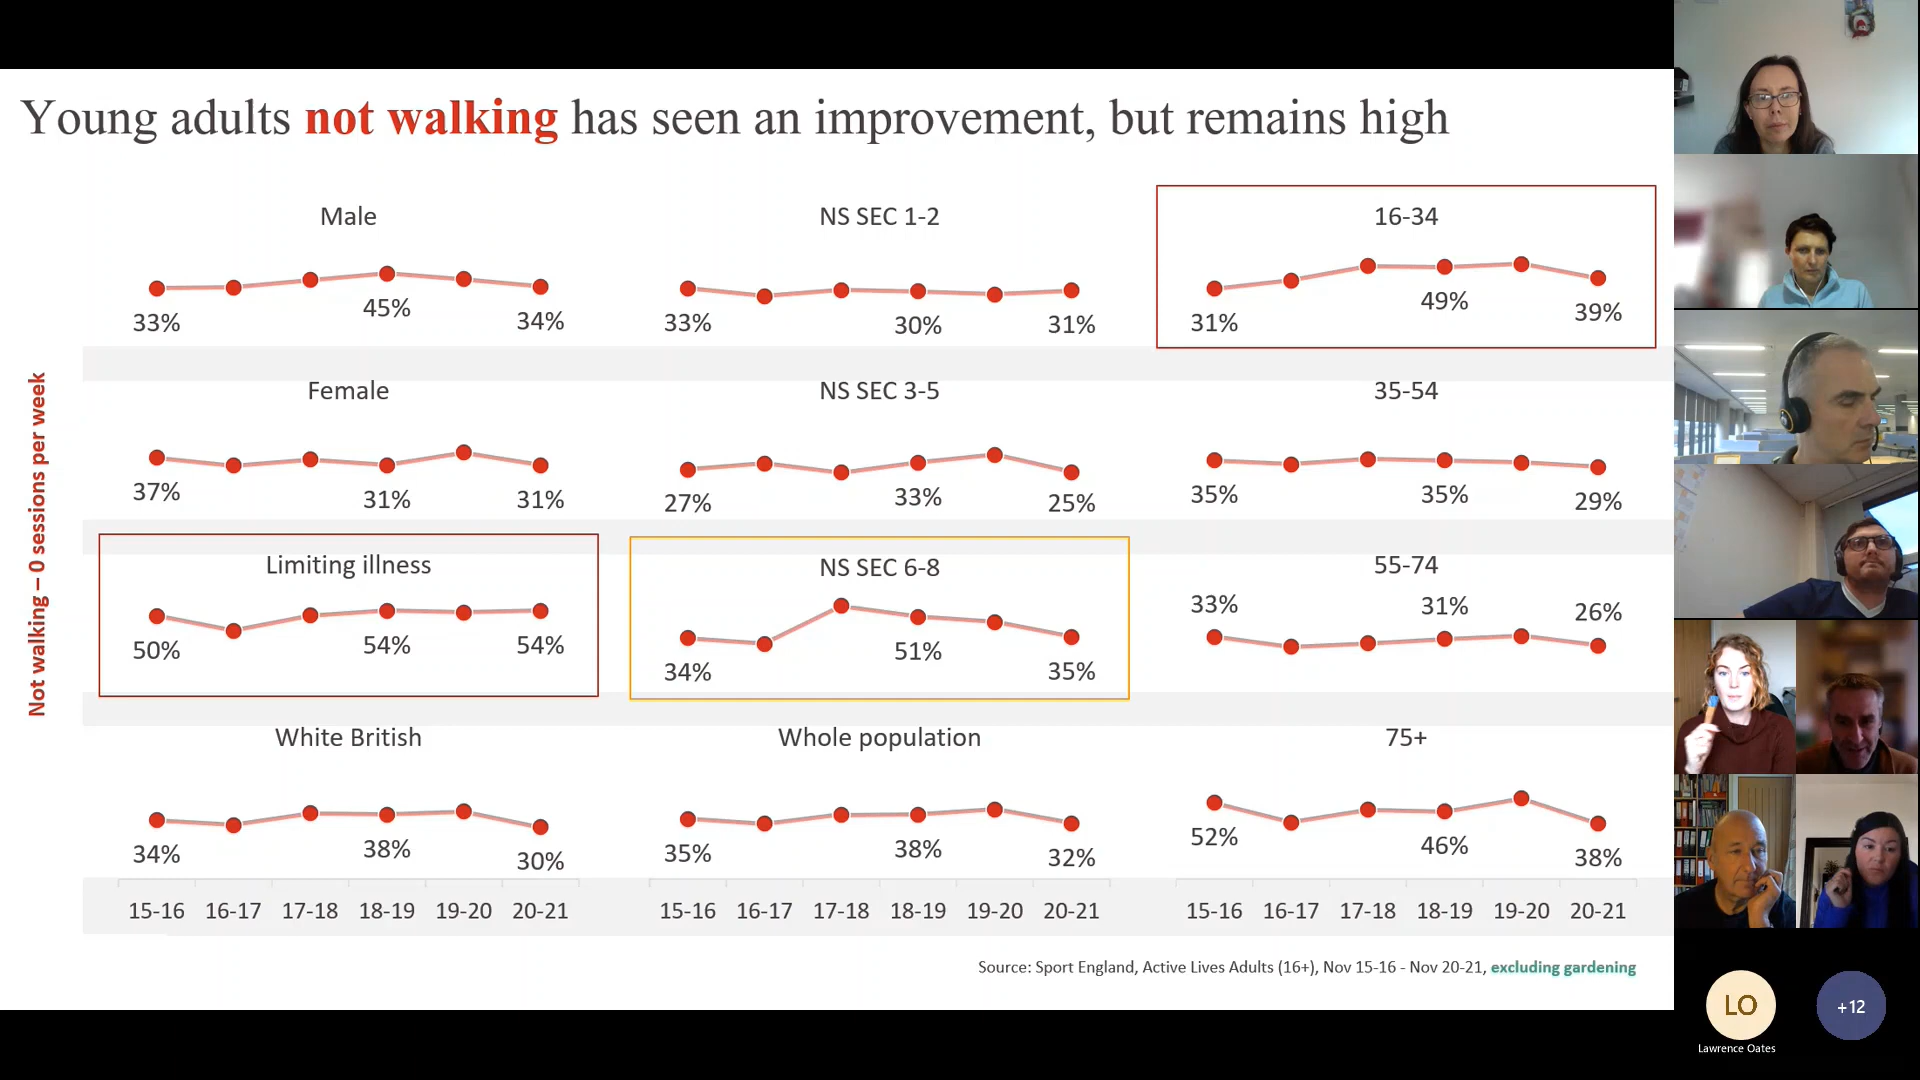 Young adults not walking has seen an improvement, but remains high
Not walking – 0 sessions per week
Male
33%
45%
34%
NS SEC 1-2
33%
30%
31%
16-34
31%
49%
39%
Female
37%
31%
31%
NS SEC 3-5
27%
33%
25%
35-54
35%
35%
29%
Limiting illness
50%
54%
54%
NS SEC 6-8
34%
51%
35%
55-74
33%
31%
26%
White British
34%
38%
30%
Whole population
35%
38%
32%
75+
52%
46%
38%
15-16 16-17 17-18 18-19 19-20 20-21
15-16 16-17 17-18 18-19 19-20 20-21
15-16 16-17 17-18 18-19 19-20 20-21
Source: Sport England, Active Lives Adults (16+), Nov 15-16 - Nov 20-21, excluding gardening
LO
+12
Lawrence Oates